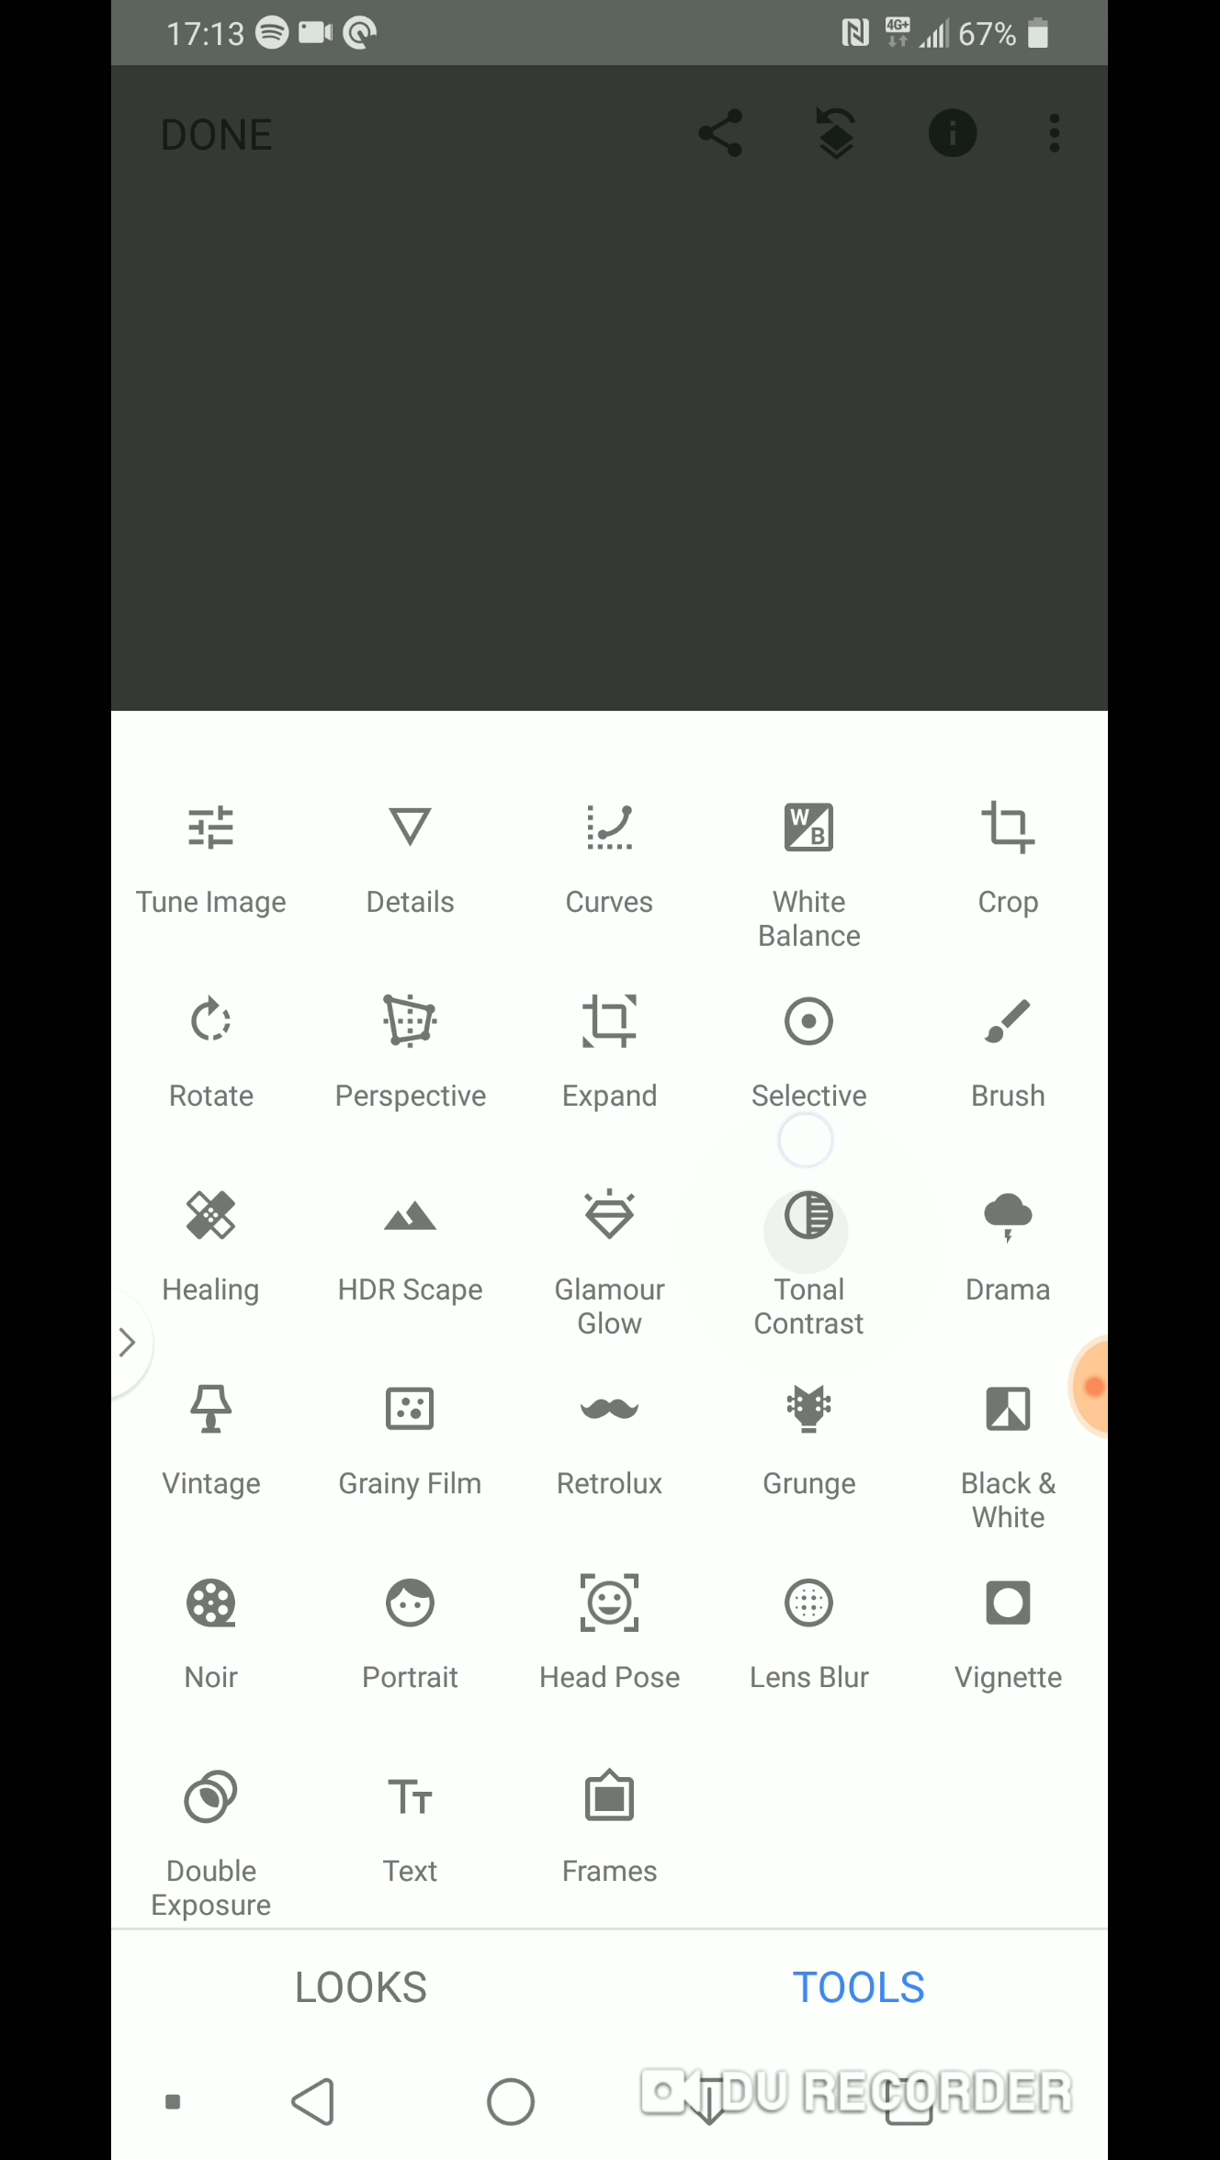 17:13 4G+ 67%
DONE
W
B
Tune Image Details Curves White Balance Crop
Rotate Perspective Expand Selective Brush
Healing HDR Scape Glamour Glow Tonal Contrast Drama
Vintage Grainy Film Retrolux Grunge Black & White
Noir Portrait Head Pose Lens Blur Vignette
Tт
Double Exposure Text Frames
LOOKS TOOLS
DU RECORDER